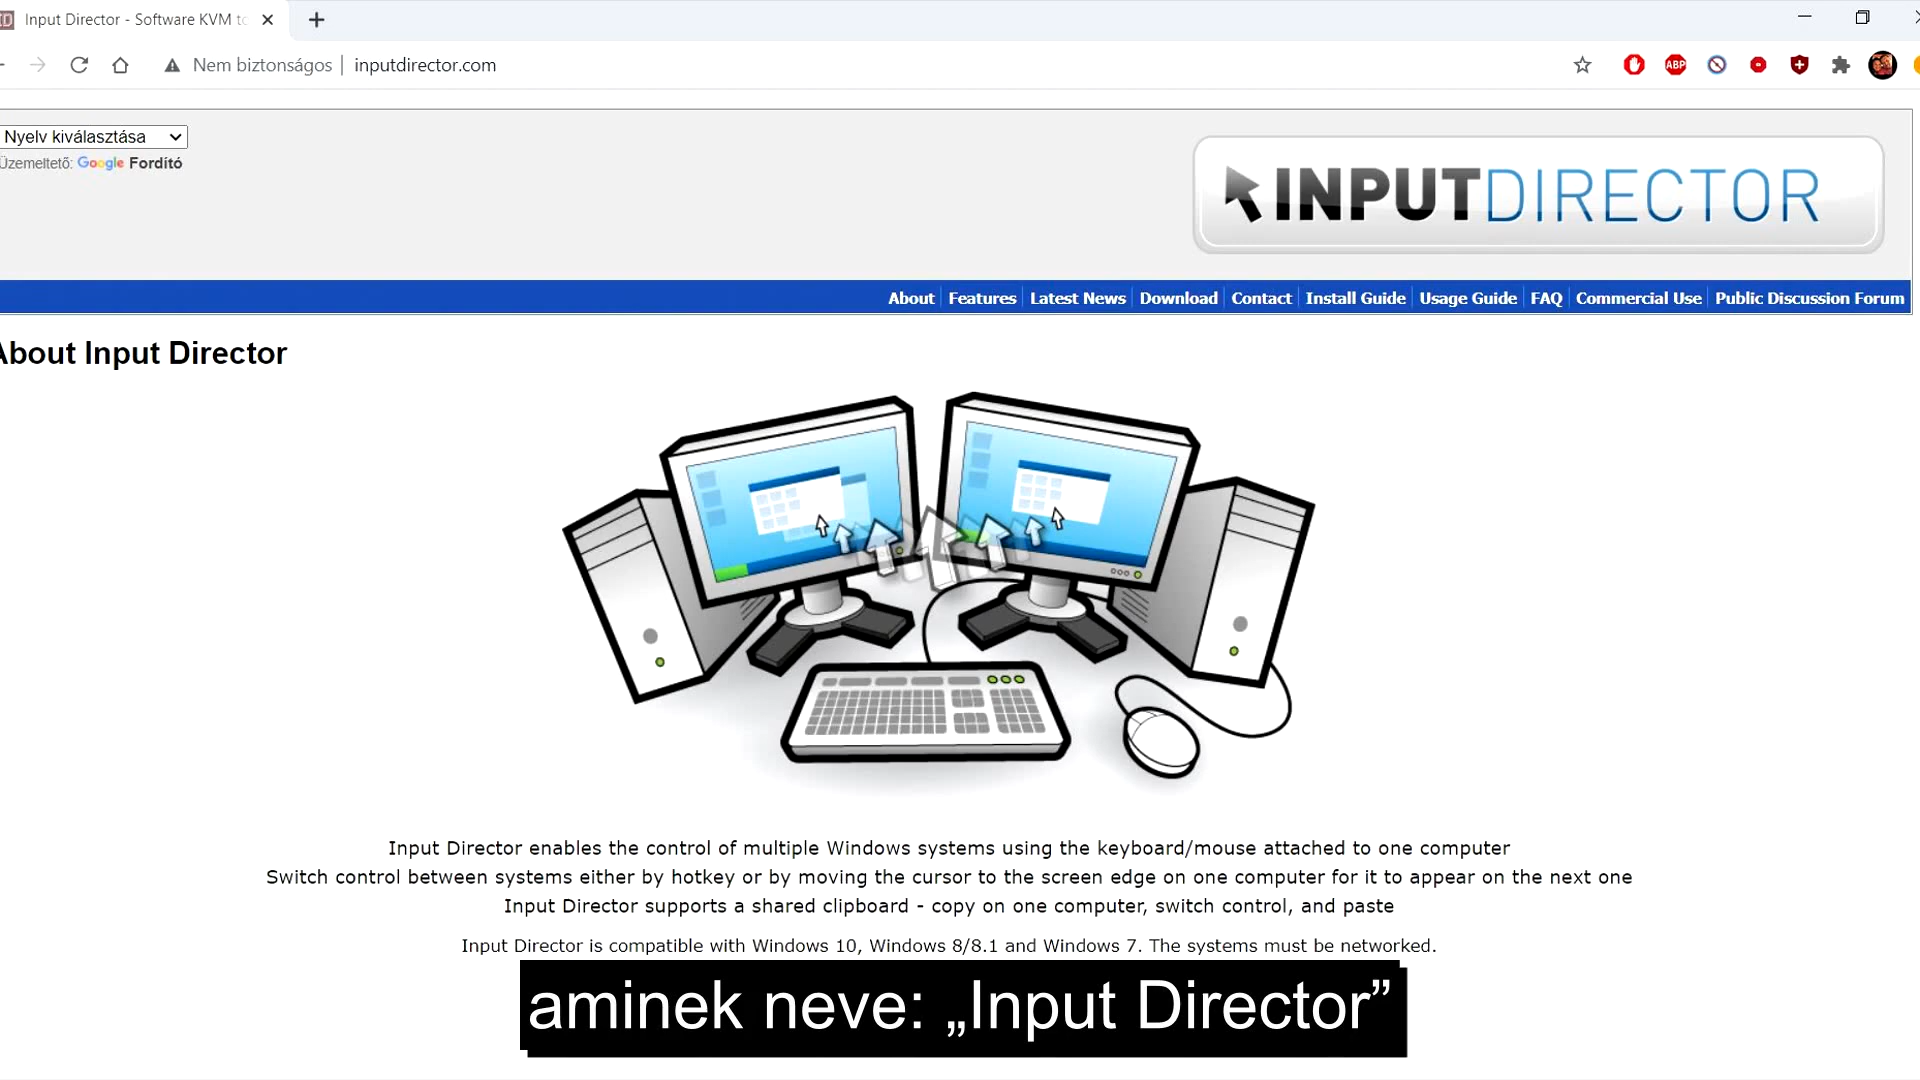 Input Director - Software KVM to
Nem biztonságos | inputdirector.com
ABP
Nyelv kiválasztása
Üzemeltető: Google Fordító
INPUTDIRECTOR
About Features Latest News Download Contact Install Guide Usage Guide FAQ Commercial Use Public Discussion Forum
About Input Director
Input Director enables the control of multiple Windows systems using the keyboard/mouse attached to one computer
Switch control between systems either by hotkey or by moving the cursor to the screen edge on one computer for it to appear on the next one
Input Director supports a shared clipboard - copy on one computer, switch control, and paste
Input Director is compatible with Windows 10, Windows 8/8.1 and Windows 7. The systems must be networked.
aminek neve: „Input Director”